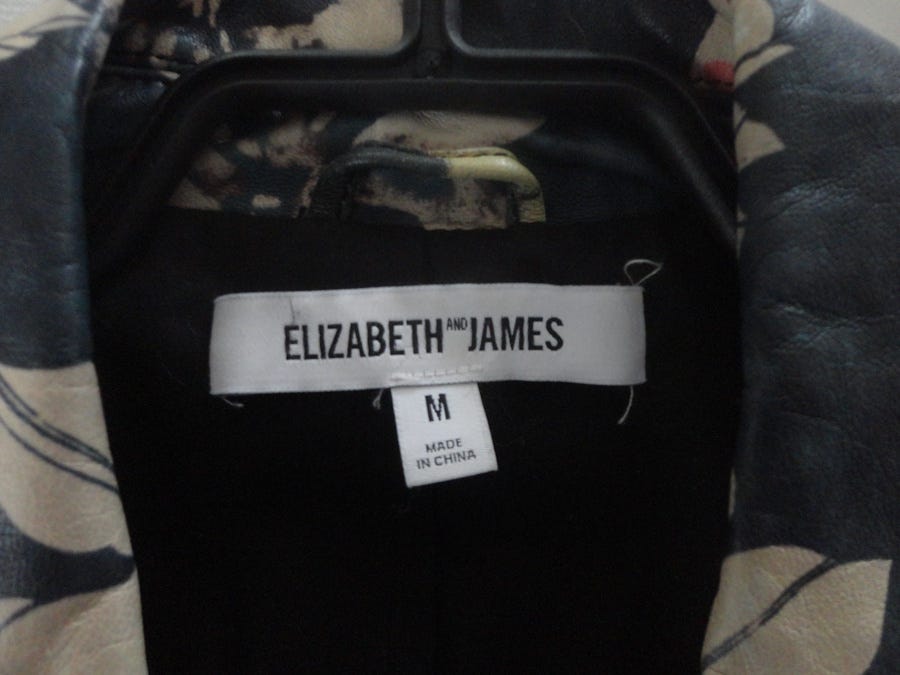 ELIZABETH AND JAMES
M
MADE
IN CHINA